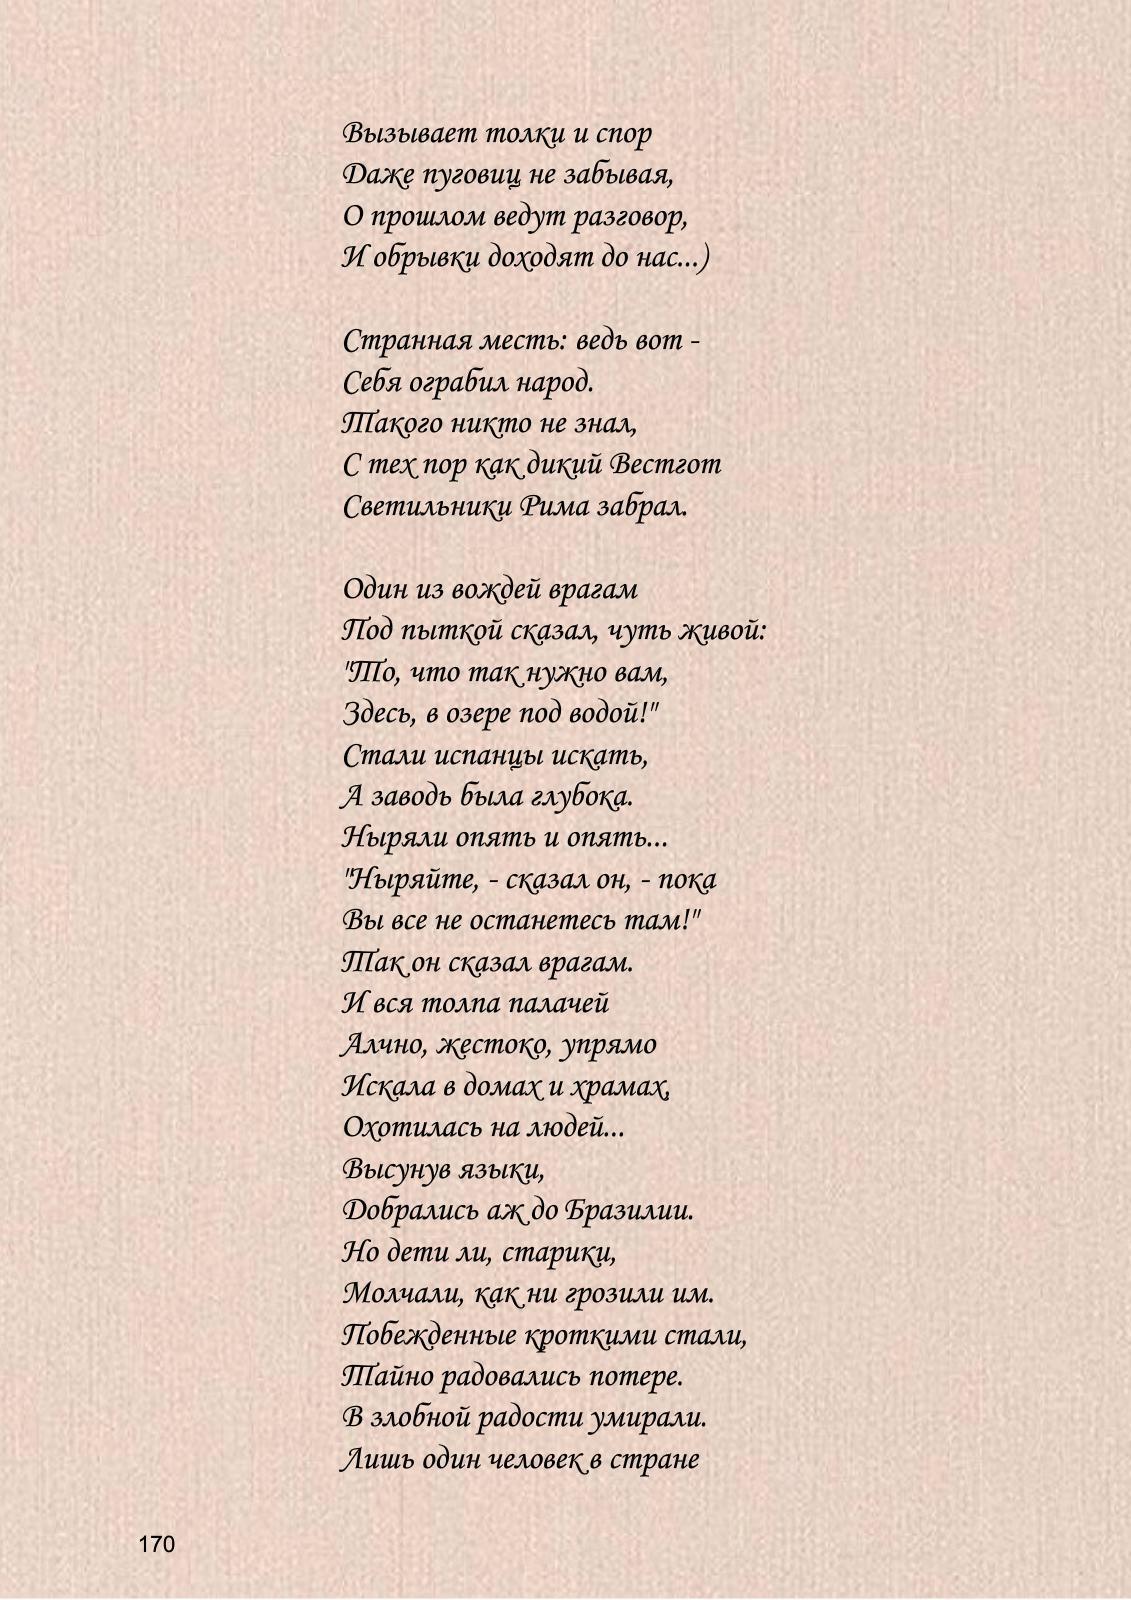 Вызывает толки и спор
Даже пуговиц не забывая,
О прошлом ведут разговор,
И обрывки доходят до нас...)
Странная месть: ведь вот -
Себя ограбил народ.
Такого никто не знал,
С тех пор как дикий Вестгот
Светильники Рима забрал.
Один из вождей врагам
Под пыткой сказал, чуть живой:
"То, что так нужно вам,
Здесь, в озере под водой!"
Стали испанцы искать,
А заводь была глубока.
Ныряли опять и опять...
"Ныряйте, - сказал он, - пока
Вы все не останетесь там!"
Так он сказал врагам.
И вся толпа палачей
Алчно, жестоко, упрямо
Искала в домах и храмах,
Охотилась на людей...
Высунув языки,
Добрались аж до Бразилии.
Но дети ли, старики,
Молчали, как ни грозили им.
Побежденные кроткими стали,
Тайно радовались потере.
В злобной радости умирали.
Лишь один человек в стране
170